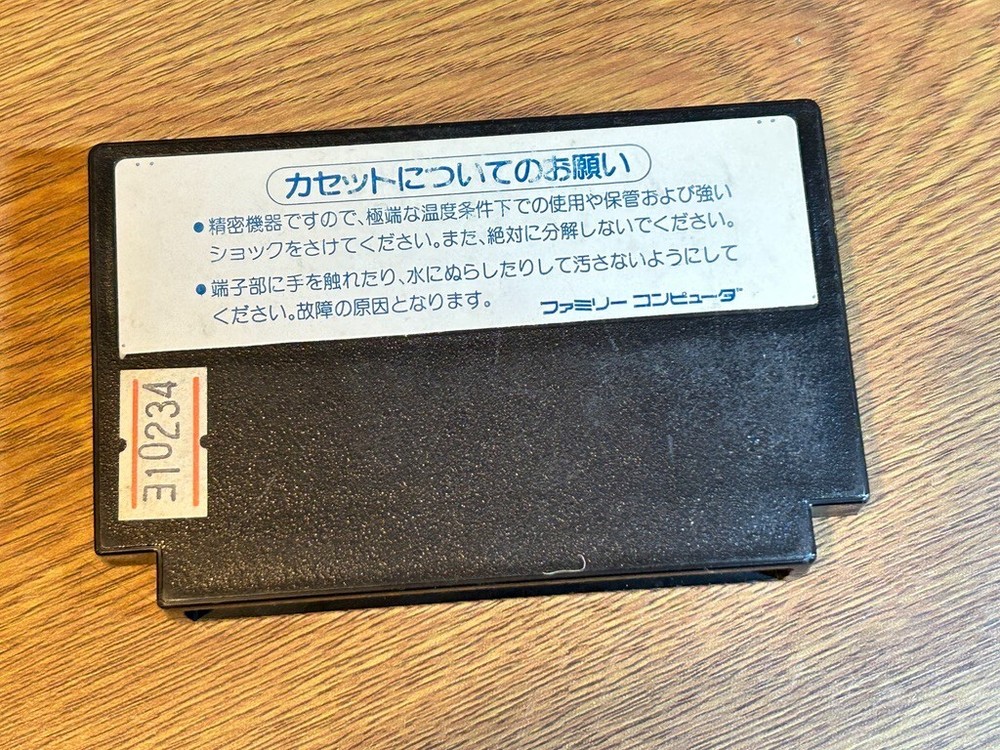 カセットについてのお願い
●精密機器ですので、極端な温度条件下での使用や保管および強い
ショックをさけてください。また、絶対に分解しないでください。
●端子部に手を触れたり、水にぬらしたりして汚さないようにして
ください。故障の原因となります。
ファミリー コンピュータ
310234